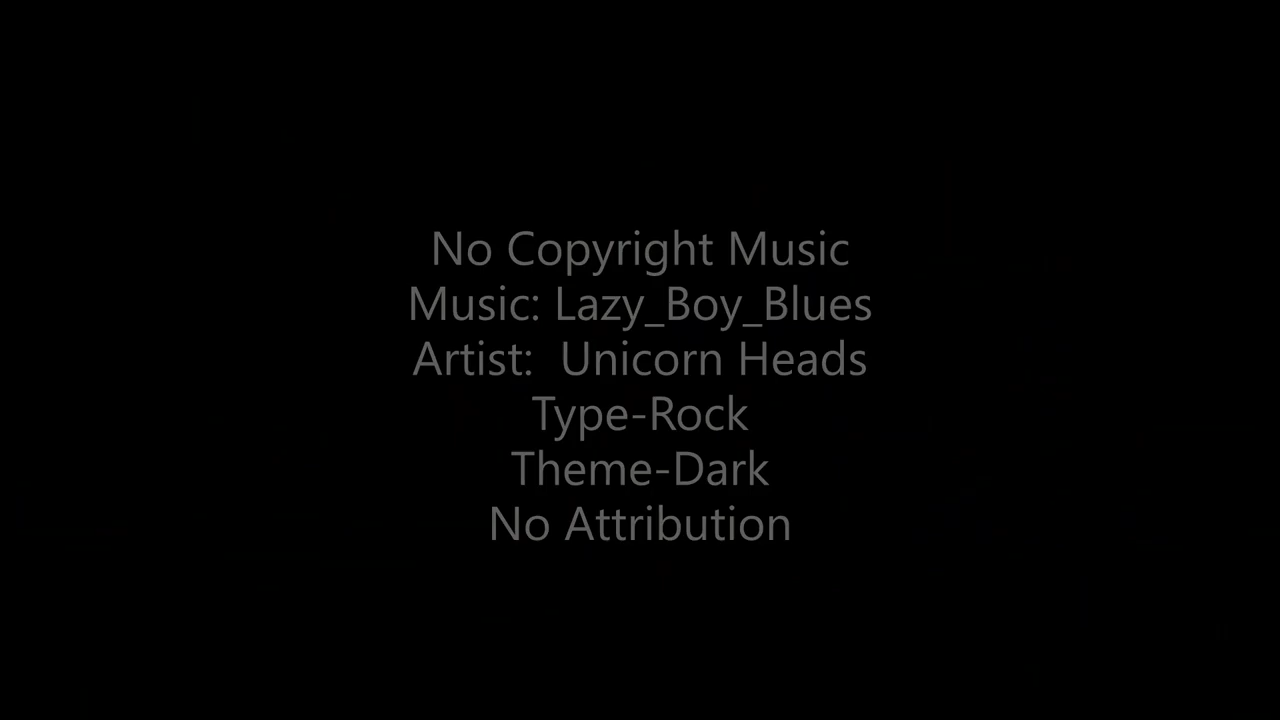 No Copyright Music
Music: Lazy_Boy_Blues
Artist:  Unicorn Heads
Type-Rock
Theme-Dark
No Attribution